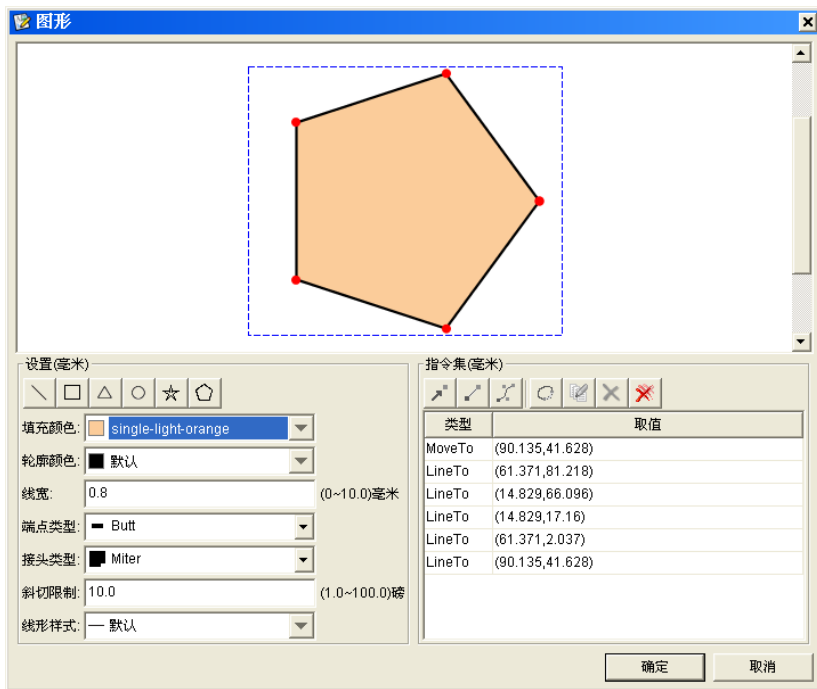 图形
设置(毫米)
填充颜色: single-light-orange
轮廓颜色: 默认
线宽: 0.8 (0~10.0)毫米
端点类型: Butt
接头类型: Miter
斜切限制: 10.0 (1.0~100.0)磅
线形样式: 默认
指令集(毫米)
类型 取值
MoveTo (90.135,41.628)
LineTo (61.371,81.218)
LineTo (14.829,66.096)
LineTo (14.829,17.16)
LineTo (61.371,2.037)
LineTo (90.135,41.628)
确定 取消